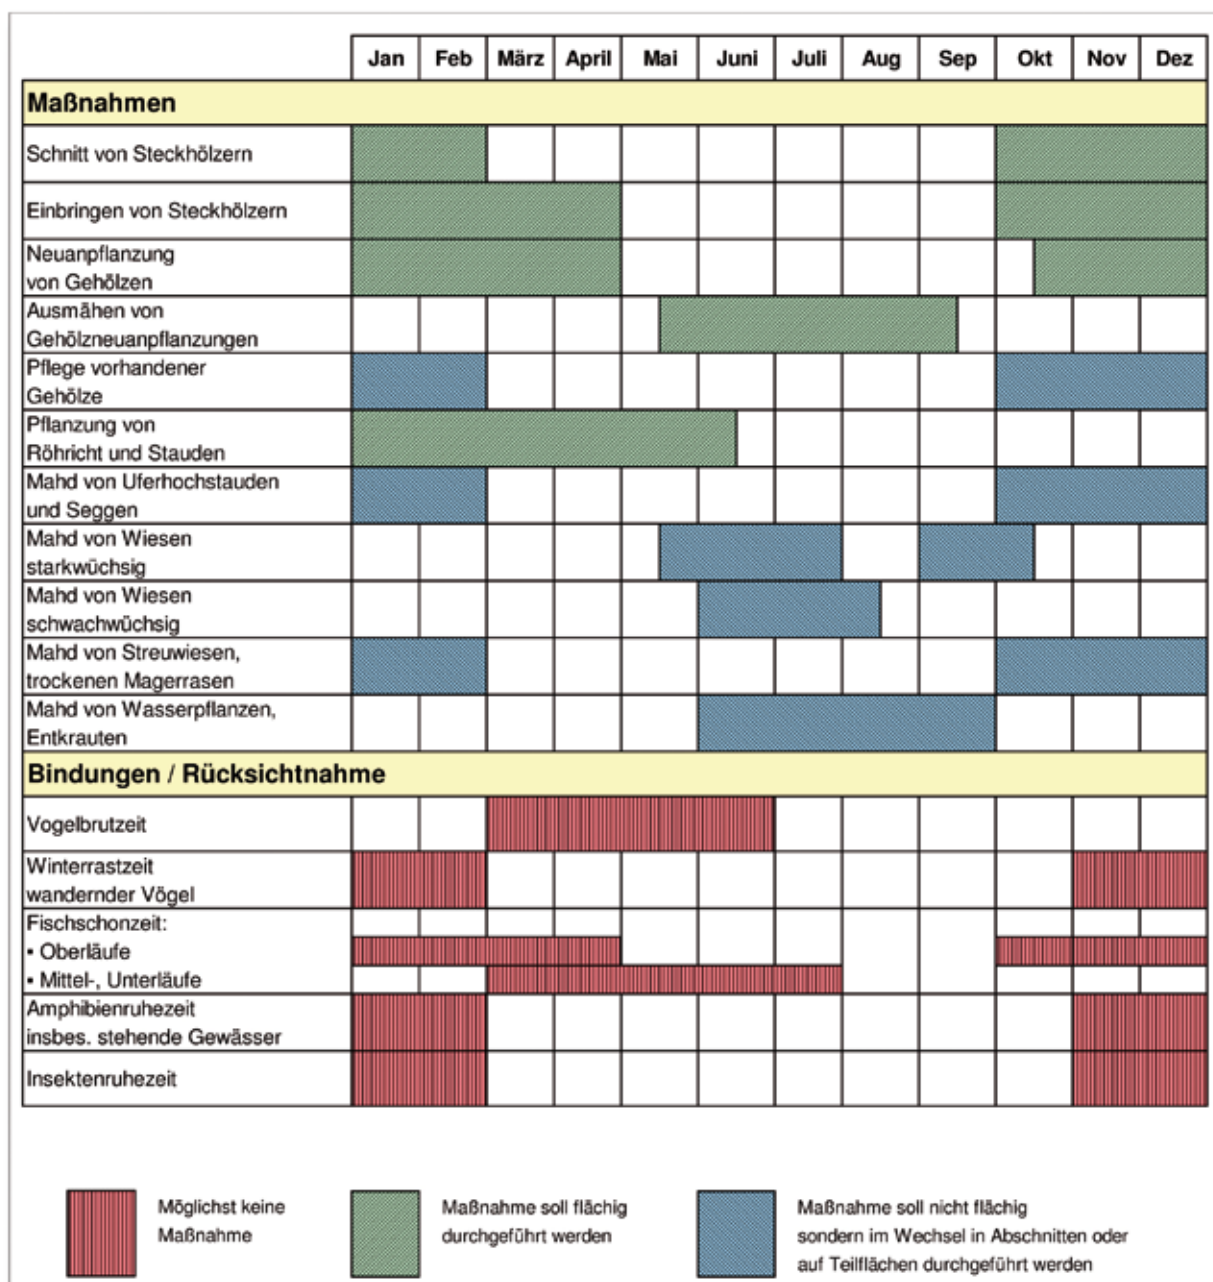 Jan Feb März April Mai Juni Juli Aug Sep Okt Nov Dez
Maßnahmen
Schnitt von Steckhölzern
Einbringen von Steckhölzern
Neuanpflanzung
von Gehölzen
Ausmähen von
Gehölzneuanpflanzungen
Pflege vorhandener
Gehölze
Pflanzung von
Röhricht und Stauden
Mahd von Uferhochstauden
und Seggen
Mahd von Wiesen
starkwüchsig
Mahd von Wiesen
schwachwüchsig
Mahd von Streuwiesen,
trockenen Magerrasen
Mahd von Wasserpflanzen,
Entkrauten
Bindungen / Rücksichtnahme
Vogelbrutzeit
Winterrastzeit
wandernder Vögel
Fischschonzeit:
• Oberläufe
• Mittel-, Unterläufe
Amphibienruhezeit
insbes. stehende Gewässer
Insektenruhezeit
Möglichst keine
Maßnahme
Maßnahme soll flächig
durchgeführt werden
Maßnahme soll nicht flächig
sondern im Wechsel in Abschnitten oder
auf Teilflächen durchgeführt werden